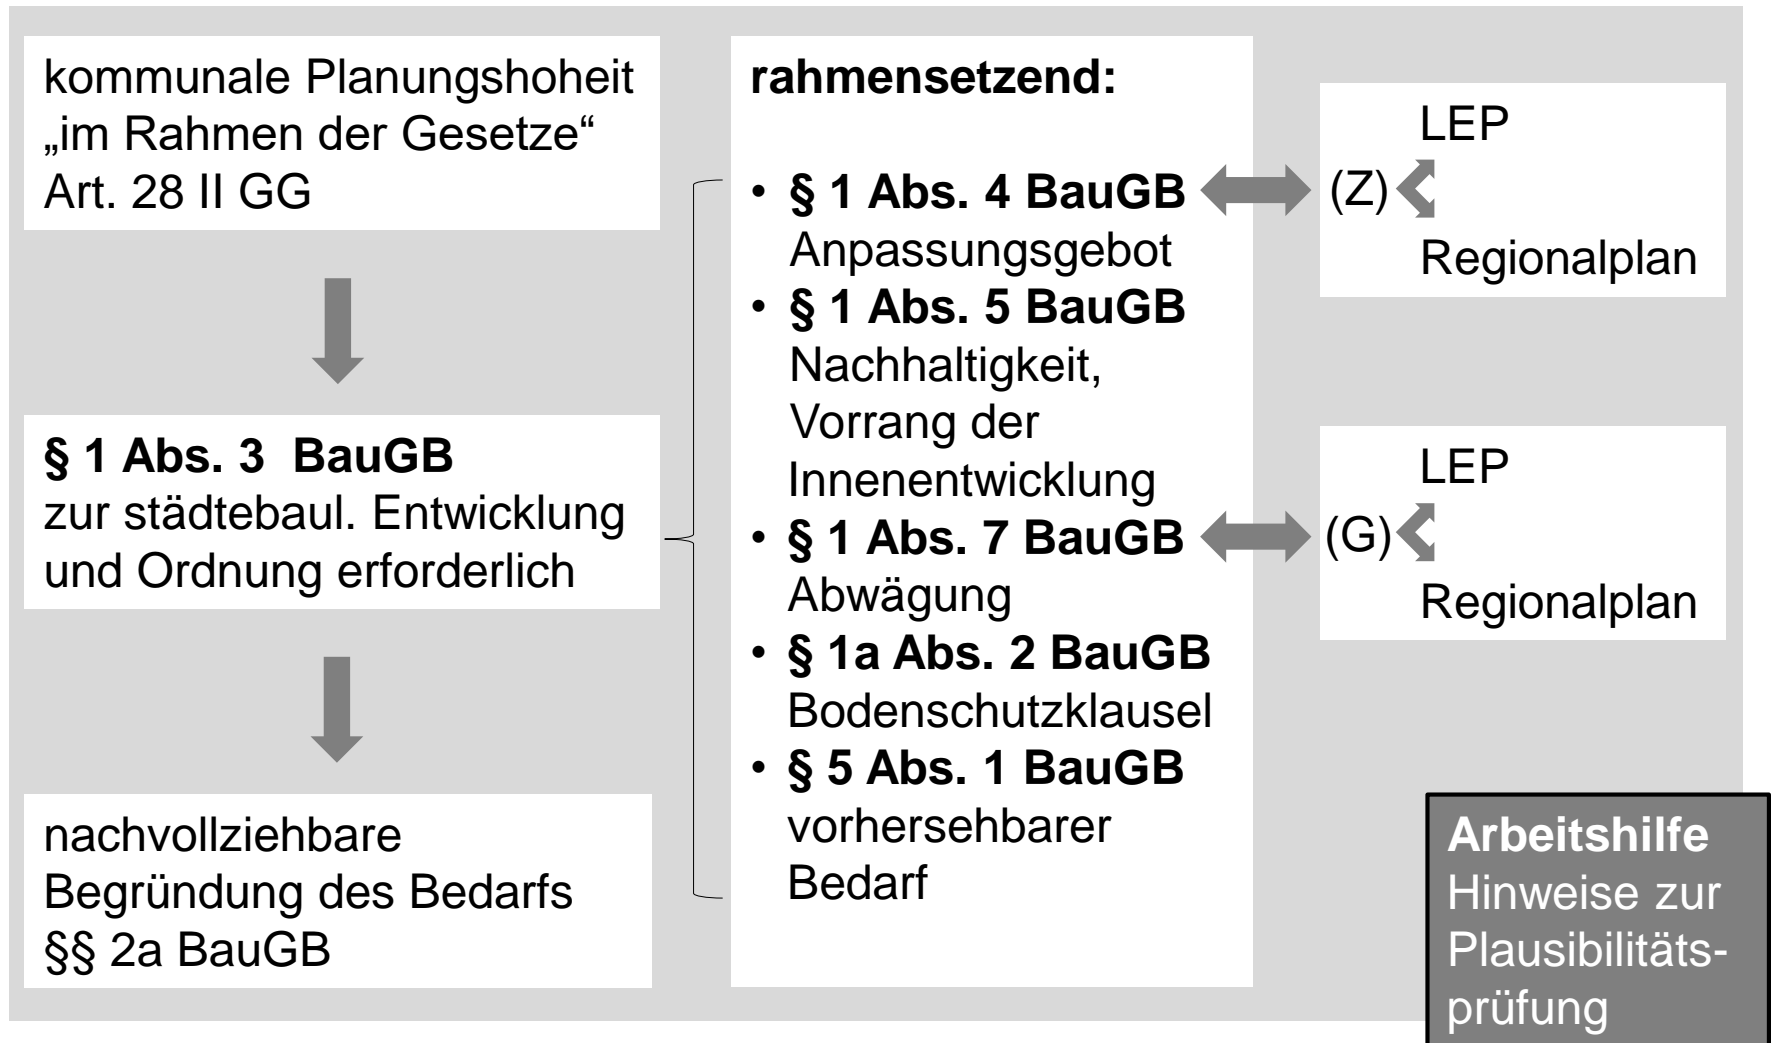 kommunale Planungshoheit
„im Rahmen der Gesetze“
Art. 28 II GG
§ 1 Abs. 3  BauGB
zur städtebaul. Entwicklung
und Ordnung erforderlich
nachvollziehbare
Begründung des Bedarfs
§§ 2a BauGB
rahmensetzend:
• § 1 Abs. 4 BauGB
Anpassungsgebot
• § 1 Abs. 5 BauGB
Nachhaltigkeit,
Vorrang der
Innenentwicklung
• § 1 Abs. 7 BauGB
Abwägung
• § 1a Abs. 2 BauGB
Bodenschutzklausel
• § 5 Abs. 1 BauGB
vorhersehbarer
Bedarf
LEP
(Z)
Regionalplan
LEP
(G)
Regionalplan
Arbeitshilfe
Hinweise zur
Plausibilitäts-
prüfung